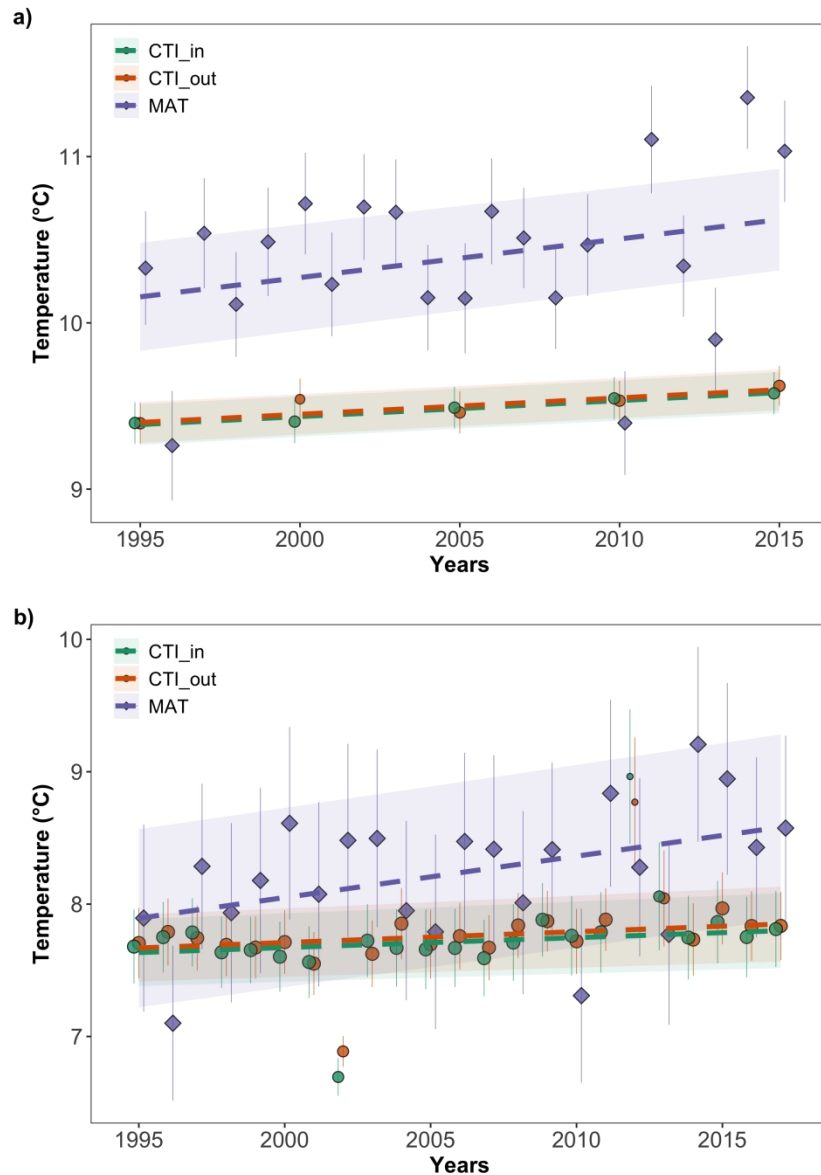 a)
CTI_in
CTI_out
MAT
11
10
9
Temperature (°C)
1995 2000 2005 2010 2015
Years
b)
10
CTI_in
CTI_out
MAT
9
8
7
Temperature (°C)
1995 2000 2005 2010 2015
Years